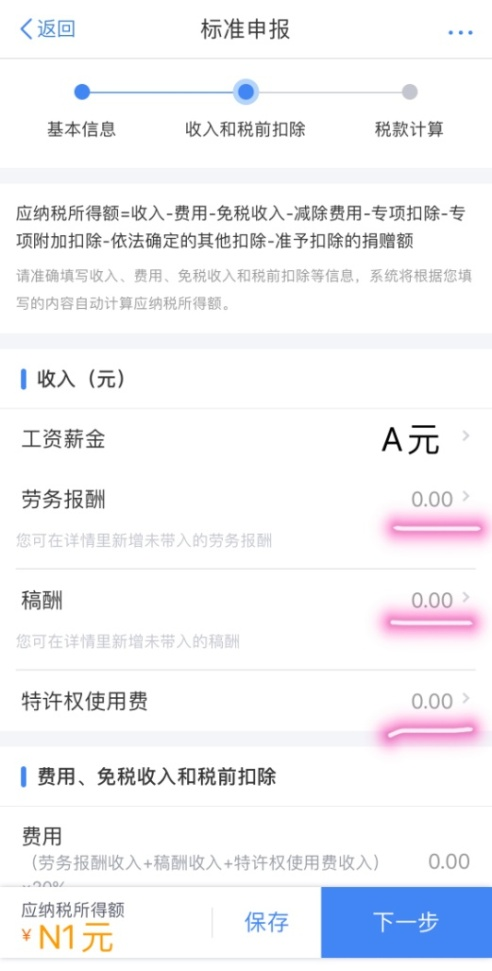 返回
标准申报
...
基本信息
收入和税前扣除
税款计算
应纳税所得额=收入-费用-免税收入-减除费用-专项扣除-专
项附加扣除-依法确定的其他扣除-准予扣除的捐赠额
请准确填写收入、费用、免税收入和税前扣除等信息，系统将根据您填
写的内容自动计算应纳税所得额。
收入（元）
工资薪金 A元
劳务报酬 0.00
您可在详情里新增未带入的劳务报酬
稿酬 0.00
您可在详情里新增未带入的稿酬
特许权使用费 0.00
费用、免税收入和税前扣除
费用
（劳务报酬收入+稿酬收入+特许权使用费收入） 0.00
×20%
应纳税所得额
¥N1元
保存
下一步